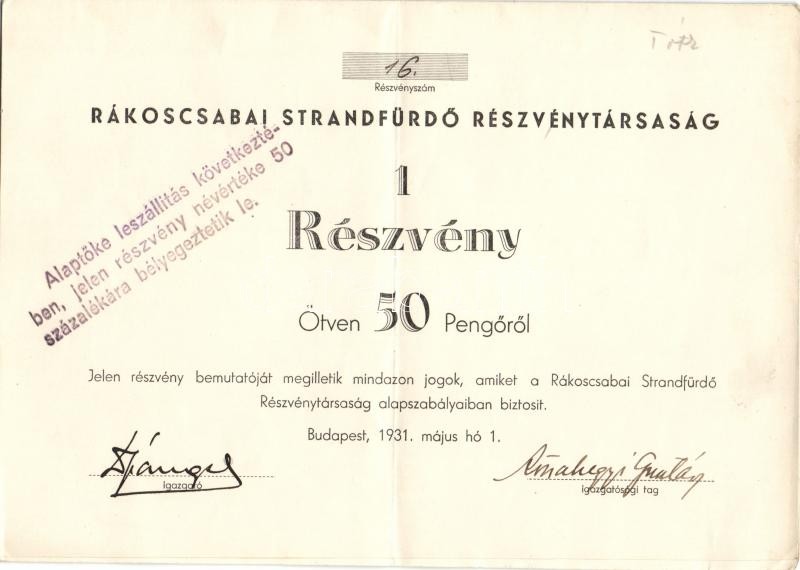 16.
Részvényszám
RÁKOSCSABAI STRANDFÜRDŐ RÉSZVÉNYTÁRSASÁG
Alaptőke leszállítás következté-
ben, jelen részvény névértéke 50
százalékára bélyegeztetik le.
1
Részvény
Ötven 50 Pengőről
Jelen részvény bemutatóját megilletik mindazon jogok, amiket a Rákoscsabai Strandfürdő
Részvénytársaság alapszabályaiban biztosit.
Budapest, 1931. május hó 1.
Igazgató
Igazgatósági tag